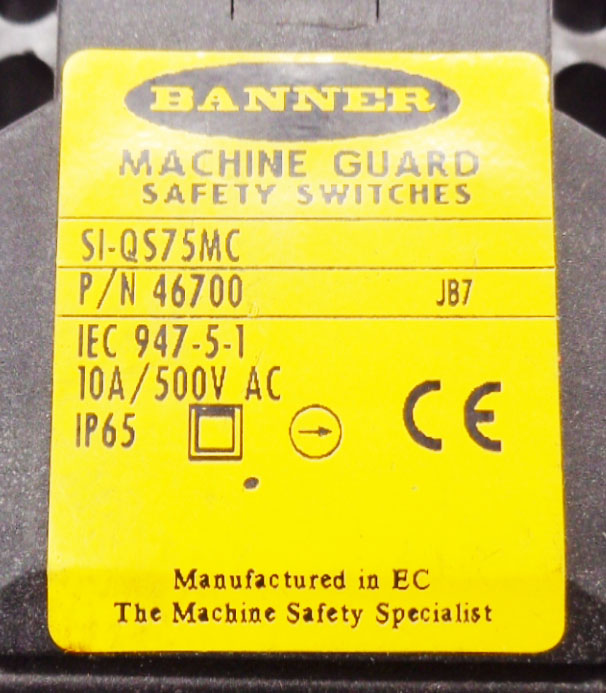 BANNER
MACHINE GUARD
SAFETY SWITCHES
SI-QS75MC
P/N 46700 JB7
IEC 947-5-1
10A/500V AC
IP65 CE
Manufactured in EC
The Machine Safety Specialist